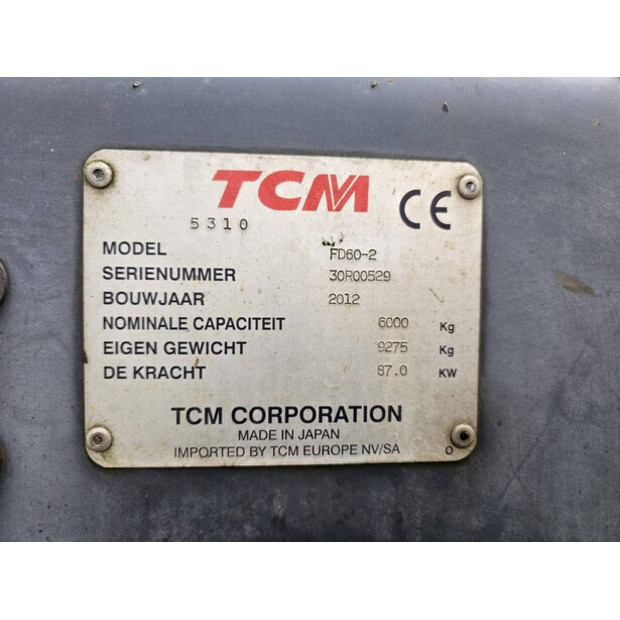 TCM
CE
5310
MODEL FD60-2
SERIENUMMER 30R00529
BOUWJAAR 2012
NOMINALE CAPACITEIT 6000 Kg
EIGEN GEWICHT 9275 Kg
DE KRACHT 87.0 KW
TCM CORPORATION
MADE IN JAPAN
IMPORTED BY TCM EUROPE NV/SA 0